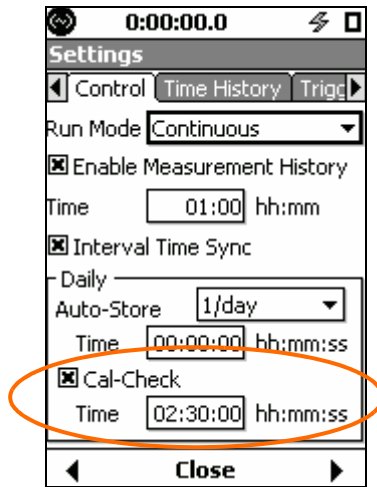 0:00:00.0
Settings
Control Time History Trigg
Run Mode Continuous
Enable Measurement History
Time 01:00 hh:mm
Interval Time Sync
Daily
Auto-Store 1/day
Time 00:00:00 hh:mm:ss
Cal-Check
Time 02:30:00 hh:mm:ss
Close